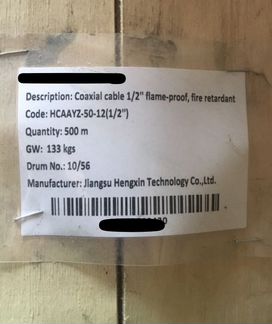 Description: Coaxial cable 1/2" flame-proof, fire retardant
Code: HCAAYZ-50-12(1/2")
Quantity: 500 m
GW: 133 kgs
Drum No.: 10/56
Manufacturer: Jiangsu Hengxin Technology Co.,Ltd.